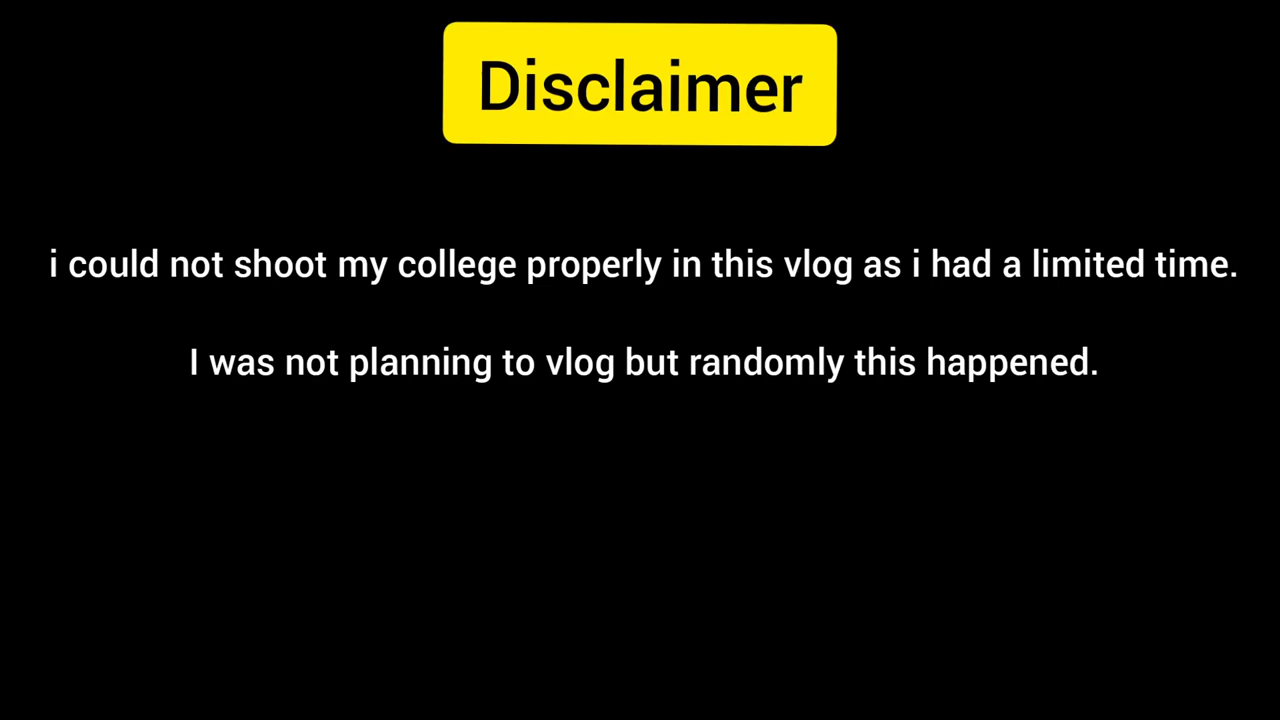 Disclaimer
i could not shoot my college properly in this vlog as i had a limited time.
I was not planning to vlog but randomly this happened.